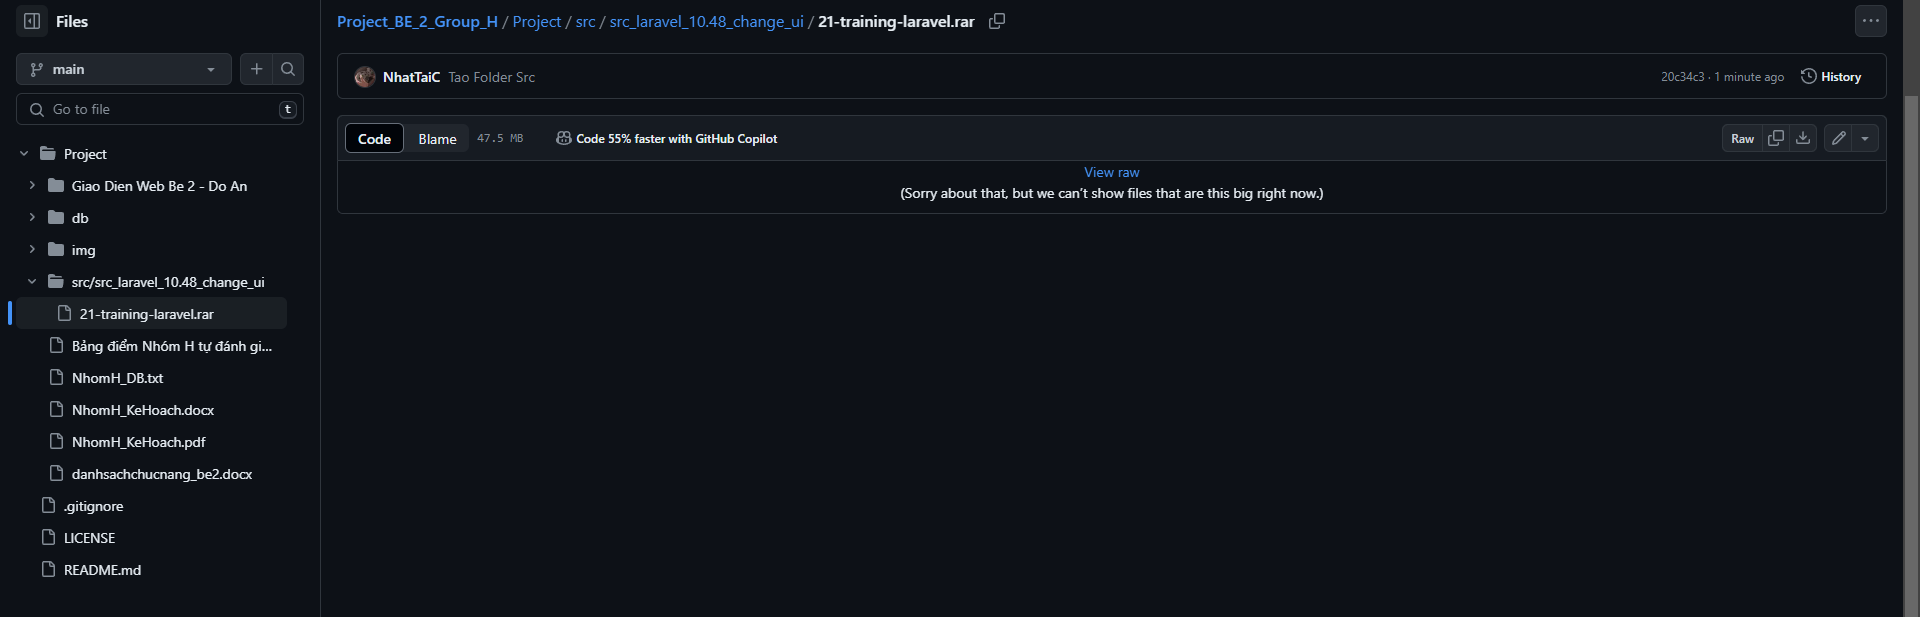 Files
main
Go to file
t
Project
Giao Dien Web Be 2 - Do An
db
img
src/src_laravel_10.48_change_ui
21-training-laravel.rar
Bảng điểm Nhóm H tự đánh gi...
NhomH_DB.txt
NhomH_KeHoach.docx
NhomH_KeHoach.pdf
danhsachchucnang_be2.docx
.gitignore
LICENSE
README.md
Project_BE_2_Group_H / Project / src / src_laravel_10.48_change_ui / 21-training-laravel.rar
NhatTaiC Tao Folder Src 20c34c3 · 1 minute ago History
Code Blame 47.5 MB Code 55% faster with GitHub Copilot Raw
View raw
(Sorry about that, but we can’t show files that are this big right now.)